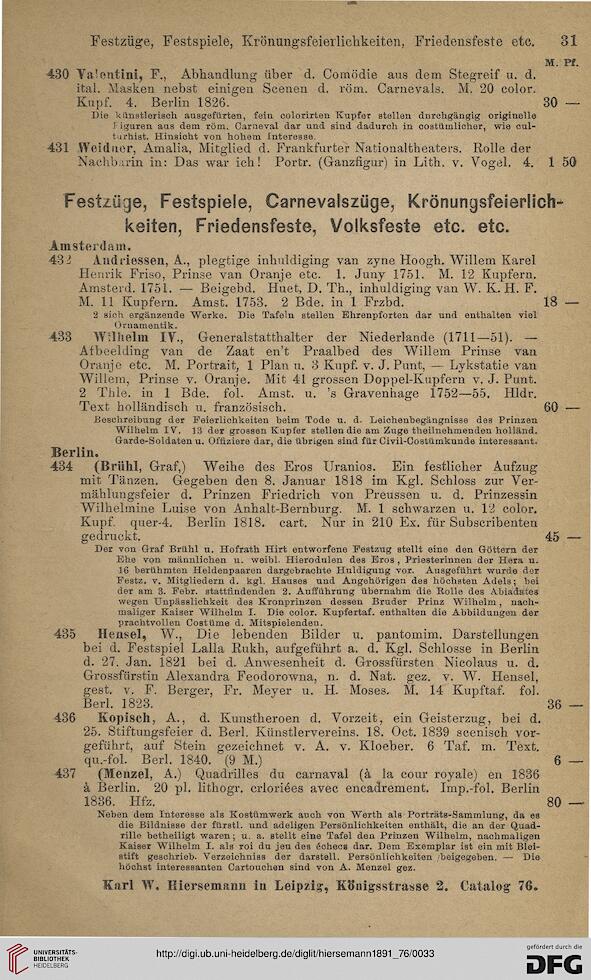 Festzüge, Festspiele, Krönungsfeierlichkeiten, Friedensfeste etc. 31
M. Pf.
430 Valentini, F., Abhandlung über d. Comödie aus dem Stegreif u. d.
ital. Masken nebst einigen Scenen d. röm. Carnevals. M. 20 color.
Kupf. 4. Berlin 1826. 30 —
Die künstlerisch ausgefürten, fein colorirten Kupfer stellen durchgängig originelle
Figuren aus dem röm. Carneval dar und sind dadurch in costümlicher, wie cul-
turhist. Hinsicht von hohem Interesse.
431 Weidner, Amalia, Mitglied d. Frankfurter Nationaltheaters. Rolle der
Nachbarin in: Das war ich! Portr. (Ganzfigur) in Lith. v. Vogel. 4. 1 50
Festzüge, Festspiele, Carnevalszüge, Krönungsfeierlich-
keiten, Friedensfeste, Volksfeste etc. etc.
Amsterdam.
432 Andriessen, A., plegtige inhuldiging van zyne Hoogh. Willem Karel
Henrik Friso, Prinse van Oranje etc. 1. Juny 1751. M. 12 Kupfern.
Amsterd. 1751. — Beigebd. Huet, D. Th., inhuldiging van W. K. H. F.
M. 11 Kupfern. Amst. 1753. 2 Bde. in 1 Frzbd. 18 —
2 sich ergänzende Werke. Die Tafeln stellen Ehrenpforten dar und enthalten viel
Ornamentik.
433 Wilhelm IV., Generalstatthalter der Niederlande (1711—51). —
Afbeelding van de Zaat en't Praalbed des Willem Prinse van
Oranje etc. M. Portrait, 1 Plan u. 3 Kupf. v. J. Punt, — Lykstatie van
Willem, Prinse v. Oranje. Mit 41 grossen Doppel-Kupfern v. J. Punt.
2 Thle. in 1 Bde. fol. Amst. u. 's Gravenhage 1752—55. Hldr.
Text holländisch u. französisch. 60 —
Beschreibung der Feierlichkeiten beim Tode u. d. Leichenbegängnisse des Prinzen
Wilhelm IV. 13 der grossen Kupfer stellen die am Zuge theilnehmenden holländ.
Garde-Soldaten u. Offiziere dar, die übrigen sind für Civil-Costümkunde interessant.
Berlin.
434 (Brühl, Graf,) Weihe des Eros Uranios. Ein festlicher Aufzug
mit Tänzen. Gegeben den 8. Januar 1818 im Kgl. Schloss zur Ver-
mählungsfeier d. Prinzen Friedrich von Preussen u. d. Prinzessin
Wilhelmine Luise von Anhalt-Bernburg. M. 1 schwarzen u. 12 color.
Kupf. quer-4. Berlin 1818. cart. Nur in 210 Ex. für Subscribenten
gedruckt. 45 —
Der von Graf Brühl u. Hofrath Hirt entworfene Festzug stellt eine den Göttern der
Ehe von männlichen u. weibl. Hierodulen des Eros, Priesterinnen der Hera u.
16 berühmten Heldenpaaren dargebrachte Huldigung vor. Ausgeführt wurde der
Festz. v. Mitgliedern d. kgl. Hauses und Angehörigen des höchsten Adels; bei
der am 3. Febr. stattfindenden 2. Aufführung übernahm die Rolle des Abiadates
wegen Unpässlichkeit des Kronprinzen dessen Bruder Prinz Wilhelm, nach-
maliger Kaiser Wilhelm I. Die color. Kupfertaf. enthalten die Abbildungen der
prachtvollen Costüme d. Mitspielenden.
435 Hensel, W., Die lebenden Bilder u. pantomim. Darstellungen
bei d. Festspiel Lalla Rukh, aufgeführt a. d. Kgl. Schlosse in Berlin
d. 27. Jan. 1821 bei d. Anwesenheit d. Grossfürsten Nicolaus u. d.
Grossfürstin Alexandra Feodorowna, n. d. Nat. gez. v. W. Hensel,
gest. v. F. Berger, Fr. Meyer u. H. Moses. M. 14 Kupftaf. fol.
Berl. 1823. 36 —
436 Kopisch, A., d. Kunstheroen d. Vorzeit, ein Geisterzug, bei d.
25. Stiftungsfeier d. Berl. Künstlervereins. 18. Oct. 1839 scenisch vor-
geführt, auf Stein gezeichnet v. A. v. Kloeber. 6 Taf. m. Text.
qu.-fol. Berl. 1840. (9 M.) 6 —
437 (Menzel, A.) Quadrilles du carnaval (à la cour royale) en 1836
à Berlin. 20 pl. lithogr. crloriées avec encadrement. Imp.-fol. Berlin
1836. Hfz. 80 —
Neben dem Interesse als Kostümwerk auch von Werth als Porträts-Sammlung, da es
die Bildnisse der fürstl. und adeligen Persönlichkeiten enthält, die an der Quad-
rille betheiligt waren; u. a. stellt eine Tafel den Prinzen Wilhelm, nachmaligen
Kaiser Wilhelm I. als roi du jeu des échecs dar. Dem Exemplar ist ein mit Blei-
stift geschrieb. Verzeichniss der darstell. Persönlichkeiten beigegeben. — Die
höchst interessanten Cartouchen sind von A. Menzel gez.
Karl W. Hiersemann in Leipzig, Königsstrasse 2. Catalog 76.
UNIVERSITÄTS-
BIBLIOTHEK
HEIDELBERG
http://digi.ub.uni-heidelberg.de/diglit/hiersemann1891_76/0033
gefördert durch die
DFG